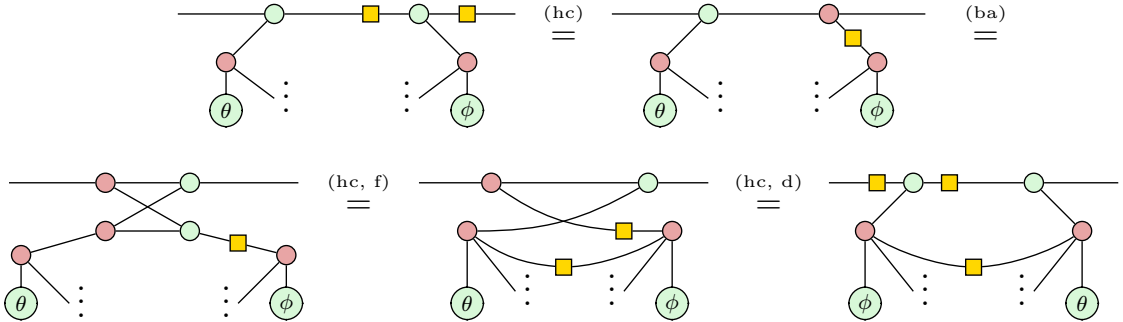 (hc)
=
(ba)
=
⋮ ⋮ ⋮ ⋮
θ ϕ θ ϕ
(hc, f)
=
(hc, d)
=
⋮ ⋮ ⋮ ⋮ ⋮ ⋮
θ ϕ θ ϕ ϕ θ